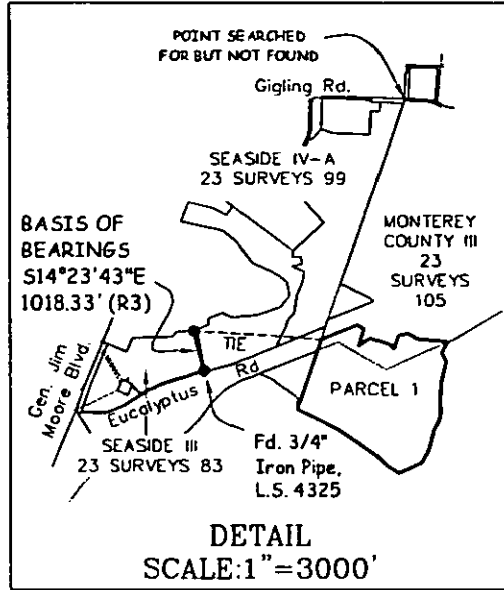 POINT SEARCHED
FOR BUT NOT FOUND
Gigling Rd.
SEASIDE IV-A
23 SURVEYS 99
BASIS OF
BEARINGS
S14°23'43"E
1018.33' (R3)
MONTEREY
COUNTY III
23
SURVEYS
105
TIE
Gen. Jim
Moore Blvd.
Eucalyptus Rd
PARCEL 1
SEASIDE III
23 SURVEYS 83
Fd. 3/4"
Iron Pipe,
L.S. 4325
DETAIL
SCALE:1"=3000'